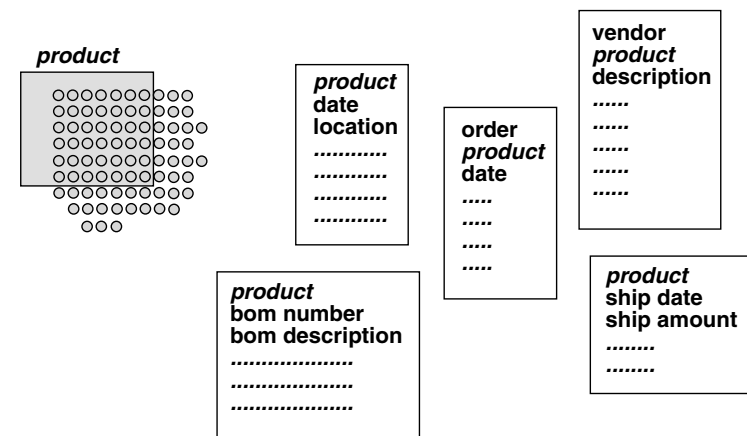 product
product
date
location
............
............
............
............
order
product
date
.....
.....
.....
.....
vendor
product
description
......
......
......
......
......
product
bom number
bom description
....................
....................
....................
product
ship date
ship amount
........
........